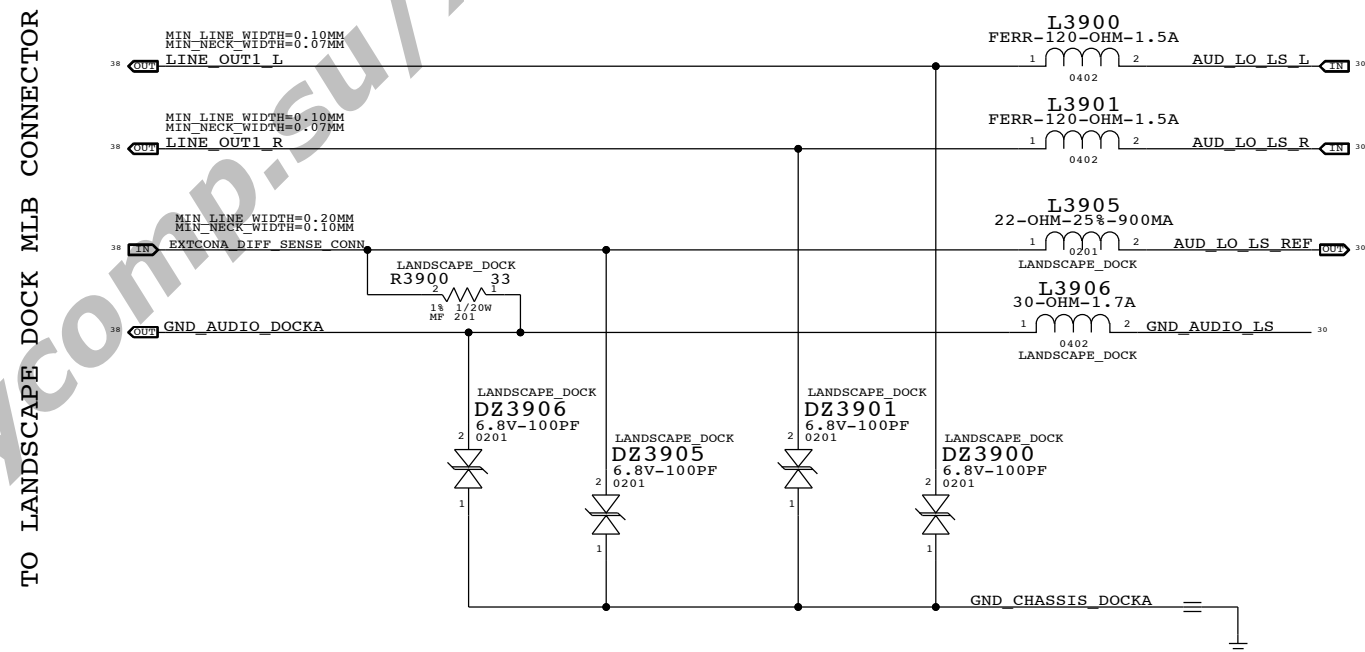 TO LANDSCAPE DOCK MLB CONNECTOR
ycomp.su/
L3900
FERR-120-OHM-1.5A
MIN_LINE_WIDTH=0.10MM
MIN_NECK_WIDTH=0.07MM
38 OUT LINE_OUT1_L 1 2 AUD_LO_LS_L IN 30
0402
L3901
FERR-120-OHM-1.5A
MIN_LINE_WIDTH=0.10MM
MIN_NECK_WIDTH=0.07MM
38 OUT LINE_OUT1_R 1 2 AUD_LO_LS_R IN 30
0402
L3905
22-OHM-25%-900MA
MIN_LINE_WIDTH=0.20MM
MIN_NECK_WIDTH=0.10MM
38 IN EXTCONA_DIFF_SENSE_CONN 1 2 AUD_LO_LS_REF OUT 30
0201
LANDSCAPE_DOCK
LANDSCAPE_DOCK
R3900 33
2 1
1% 1/20W
MF 201
L3906
30-OHM-1.7A
38 OUT GND_AUDIO_DOCKA 1 2 GND_AUDIO_LS 30
0402
LANDSCAPE_DOCK
LANDSCAPE_DOCK
DZ3906
6.8V-100PF
2 0201
1
LANDSCAPE_DOCK
DZ3905
6.8V-100PF
2 0201
1
LANDSCAPE_DOCK
DZ3901
6.8V-100PF
2 0201
1
LANDSCAPE_DOCK
DZ3900
6.8V-100PF
2 0201
1
GND_CHASSIS_DOCKA